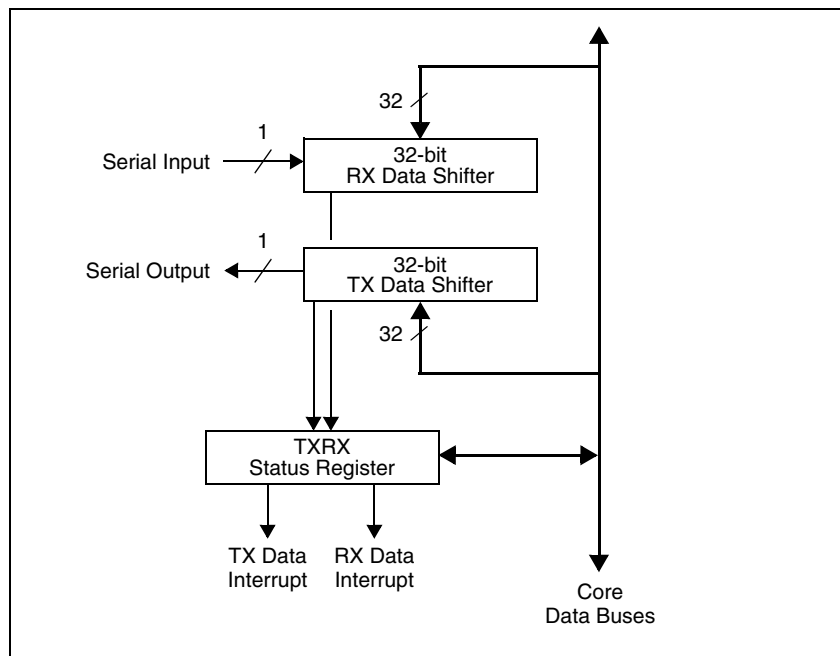 32
1
Serial Input
32-bit
RX Data Shifter
1
Serial Output
32-bit
TX Data Shifter
32
TXRX
Status Register
TX Data
Interrupt
RX Data
Interrupt
Core
Data Buses